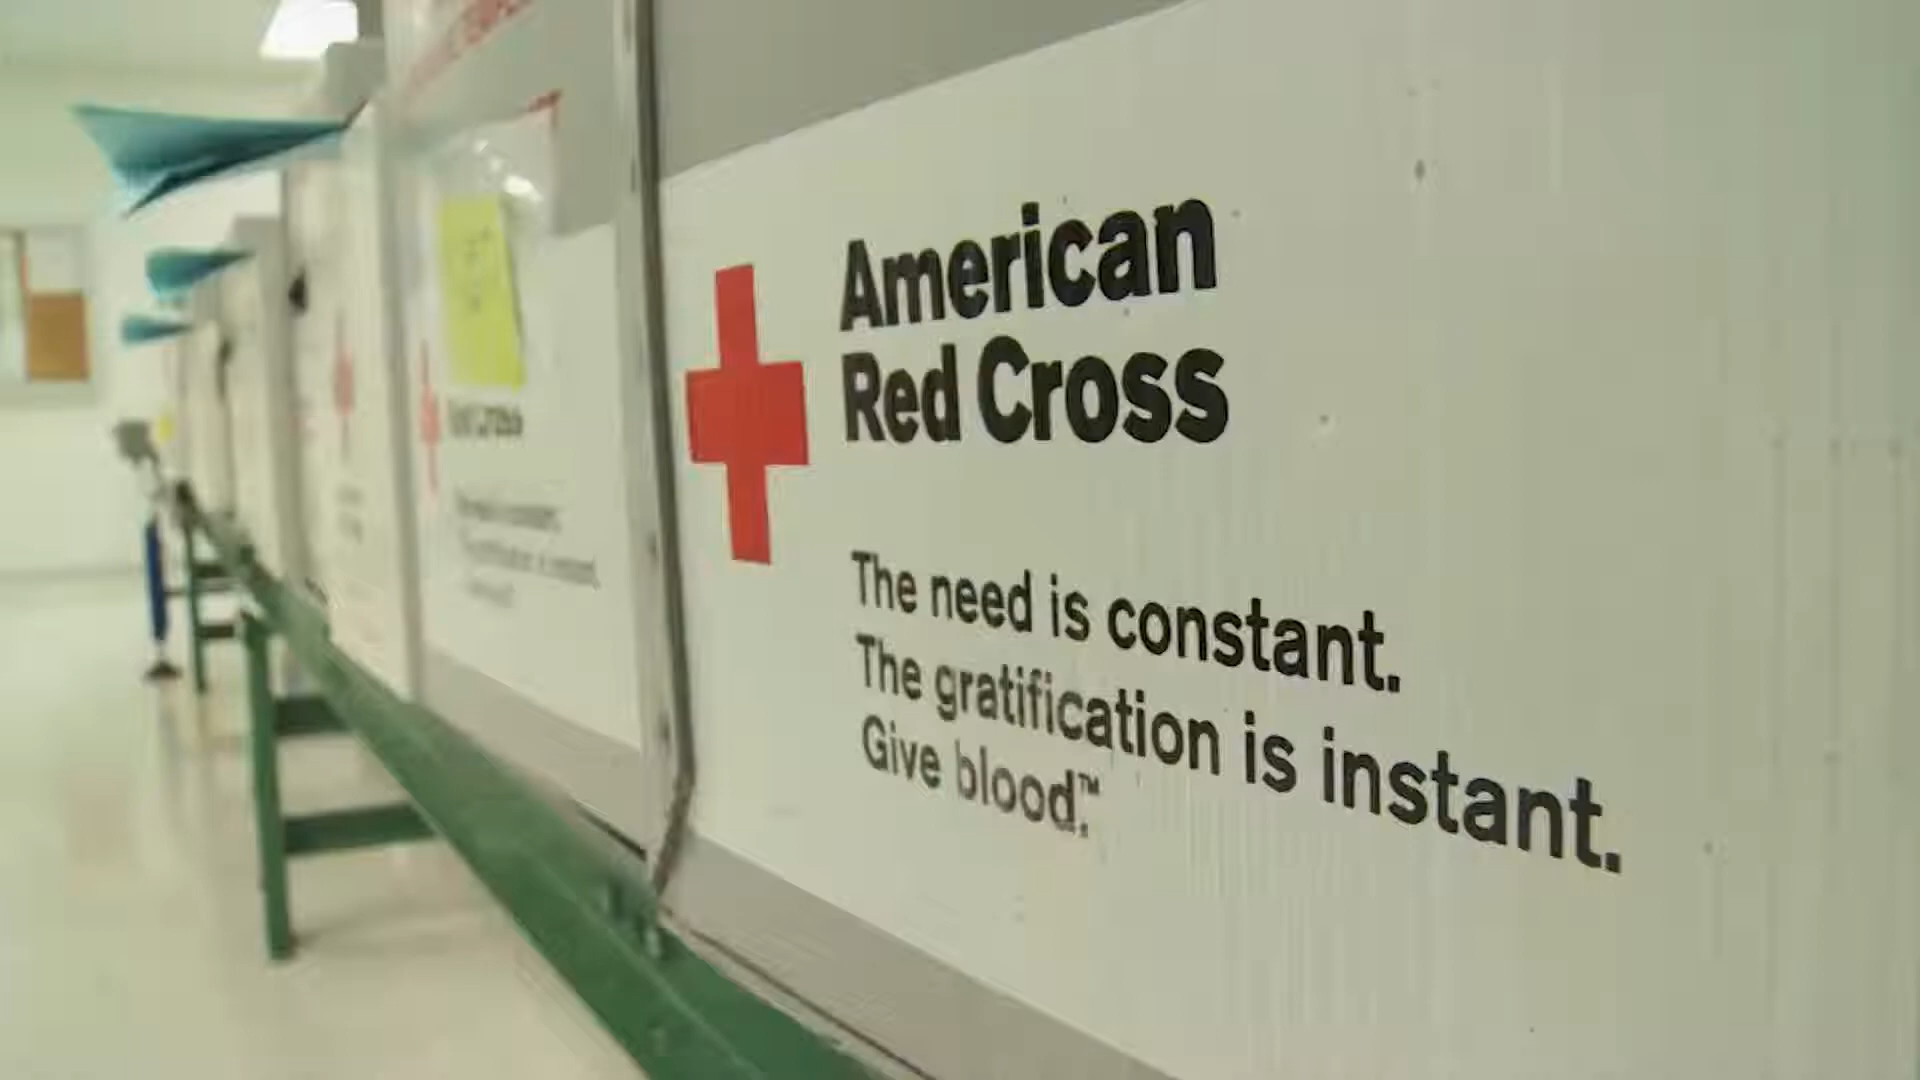 American
Red Cross
The need is constant.
The gratification is instant.
Give blood.™